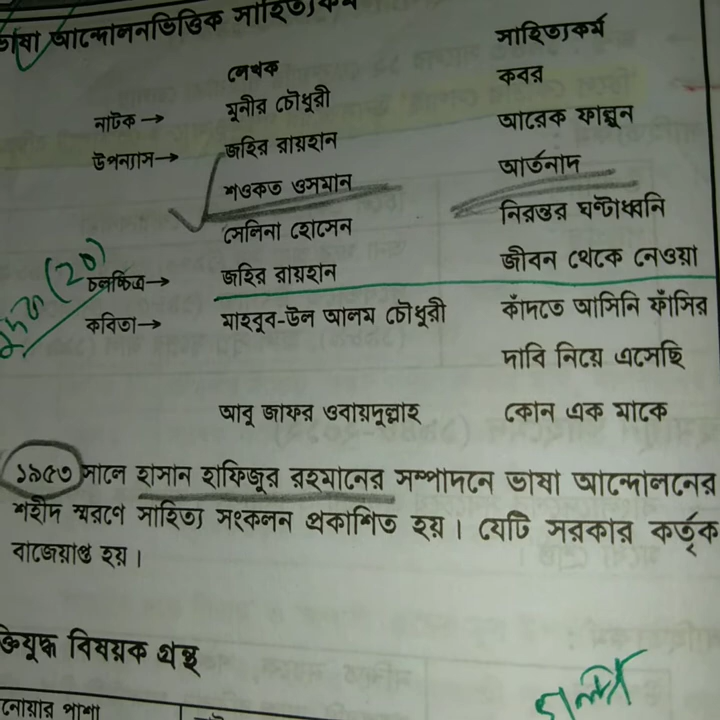 ভাষা আন্দোলনভিত্তিক সাহিত্যকর্ম
লেখক সাহিত্যকর্ম
নাটক → মুনীর চৌধুরী কবর
উপন্যাস → জহির রায়হান আরেক ফাল্গুন
শওকত ওসমান আর্তনাদ
সেলিনা হোসেন নিরন্তর ঘণ্টাধ্বনি
চলচ্চিত্র → জহির রায়হান জীবন থেকে নেওয়া
কবিতা → মাহবুব-উল আলম চৌধুরী কাঁদতে আসিনি ফাঁসির
দাবি নিয়ে এসেছি
আবু জাফর ওবায়দুল্লাহ কোন এক মাকে
১৯৫৩ সালে হাসান হাফিজুর রহমানের সম্পাদনে ভাষা আন্দোলনের
শহীদ স্মরণে সাহিত্য সংকলন প্রকাশিত হয়। যেটি সরকার কর্তৃক
বাজেয়াপ্ত হয়।
ক্তিযুদ্ধ বিষয়ক গ্রন্থ
নোয়ার পাশা